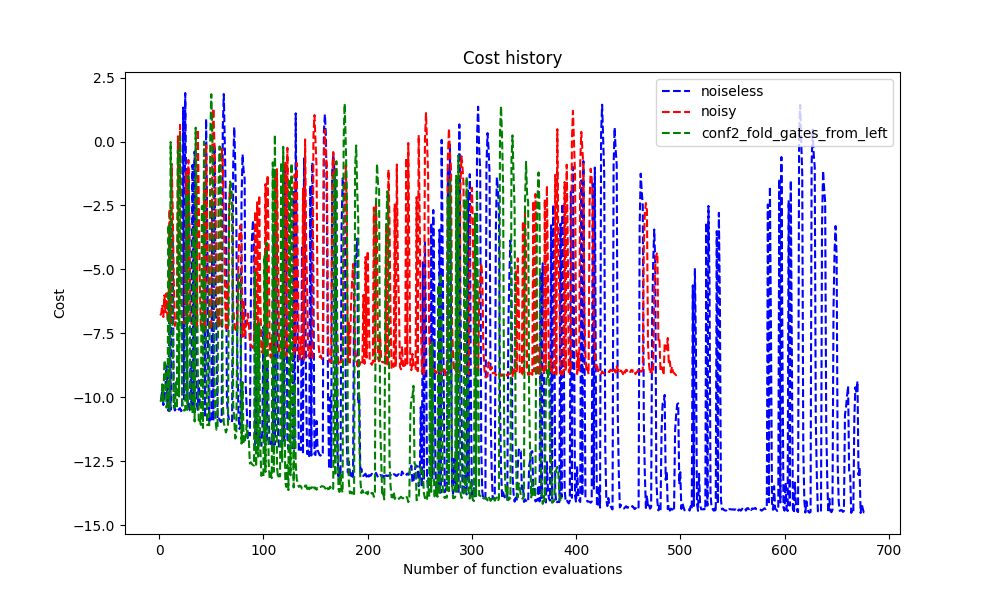 Cost history
noiseless
noisy
conf2_fold_gates_from_left
Cost
2.5
0.0
−2.5
−5.0
−7.5
−10.0
−12.5
−15.0
0 100 200 300 400 500 600 700
Number of function evaluations